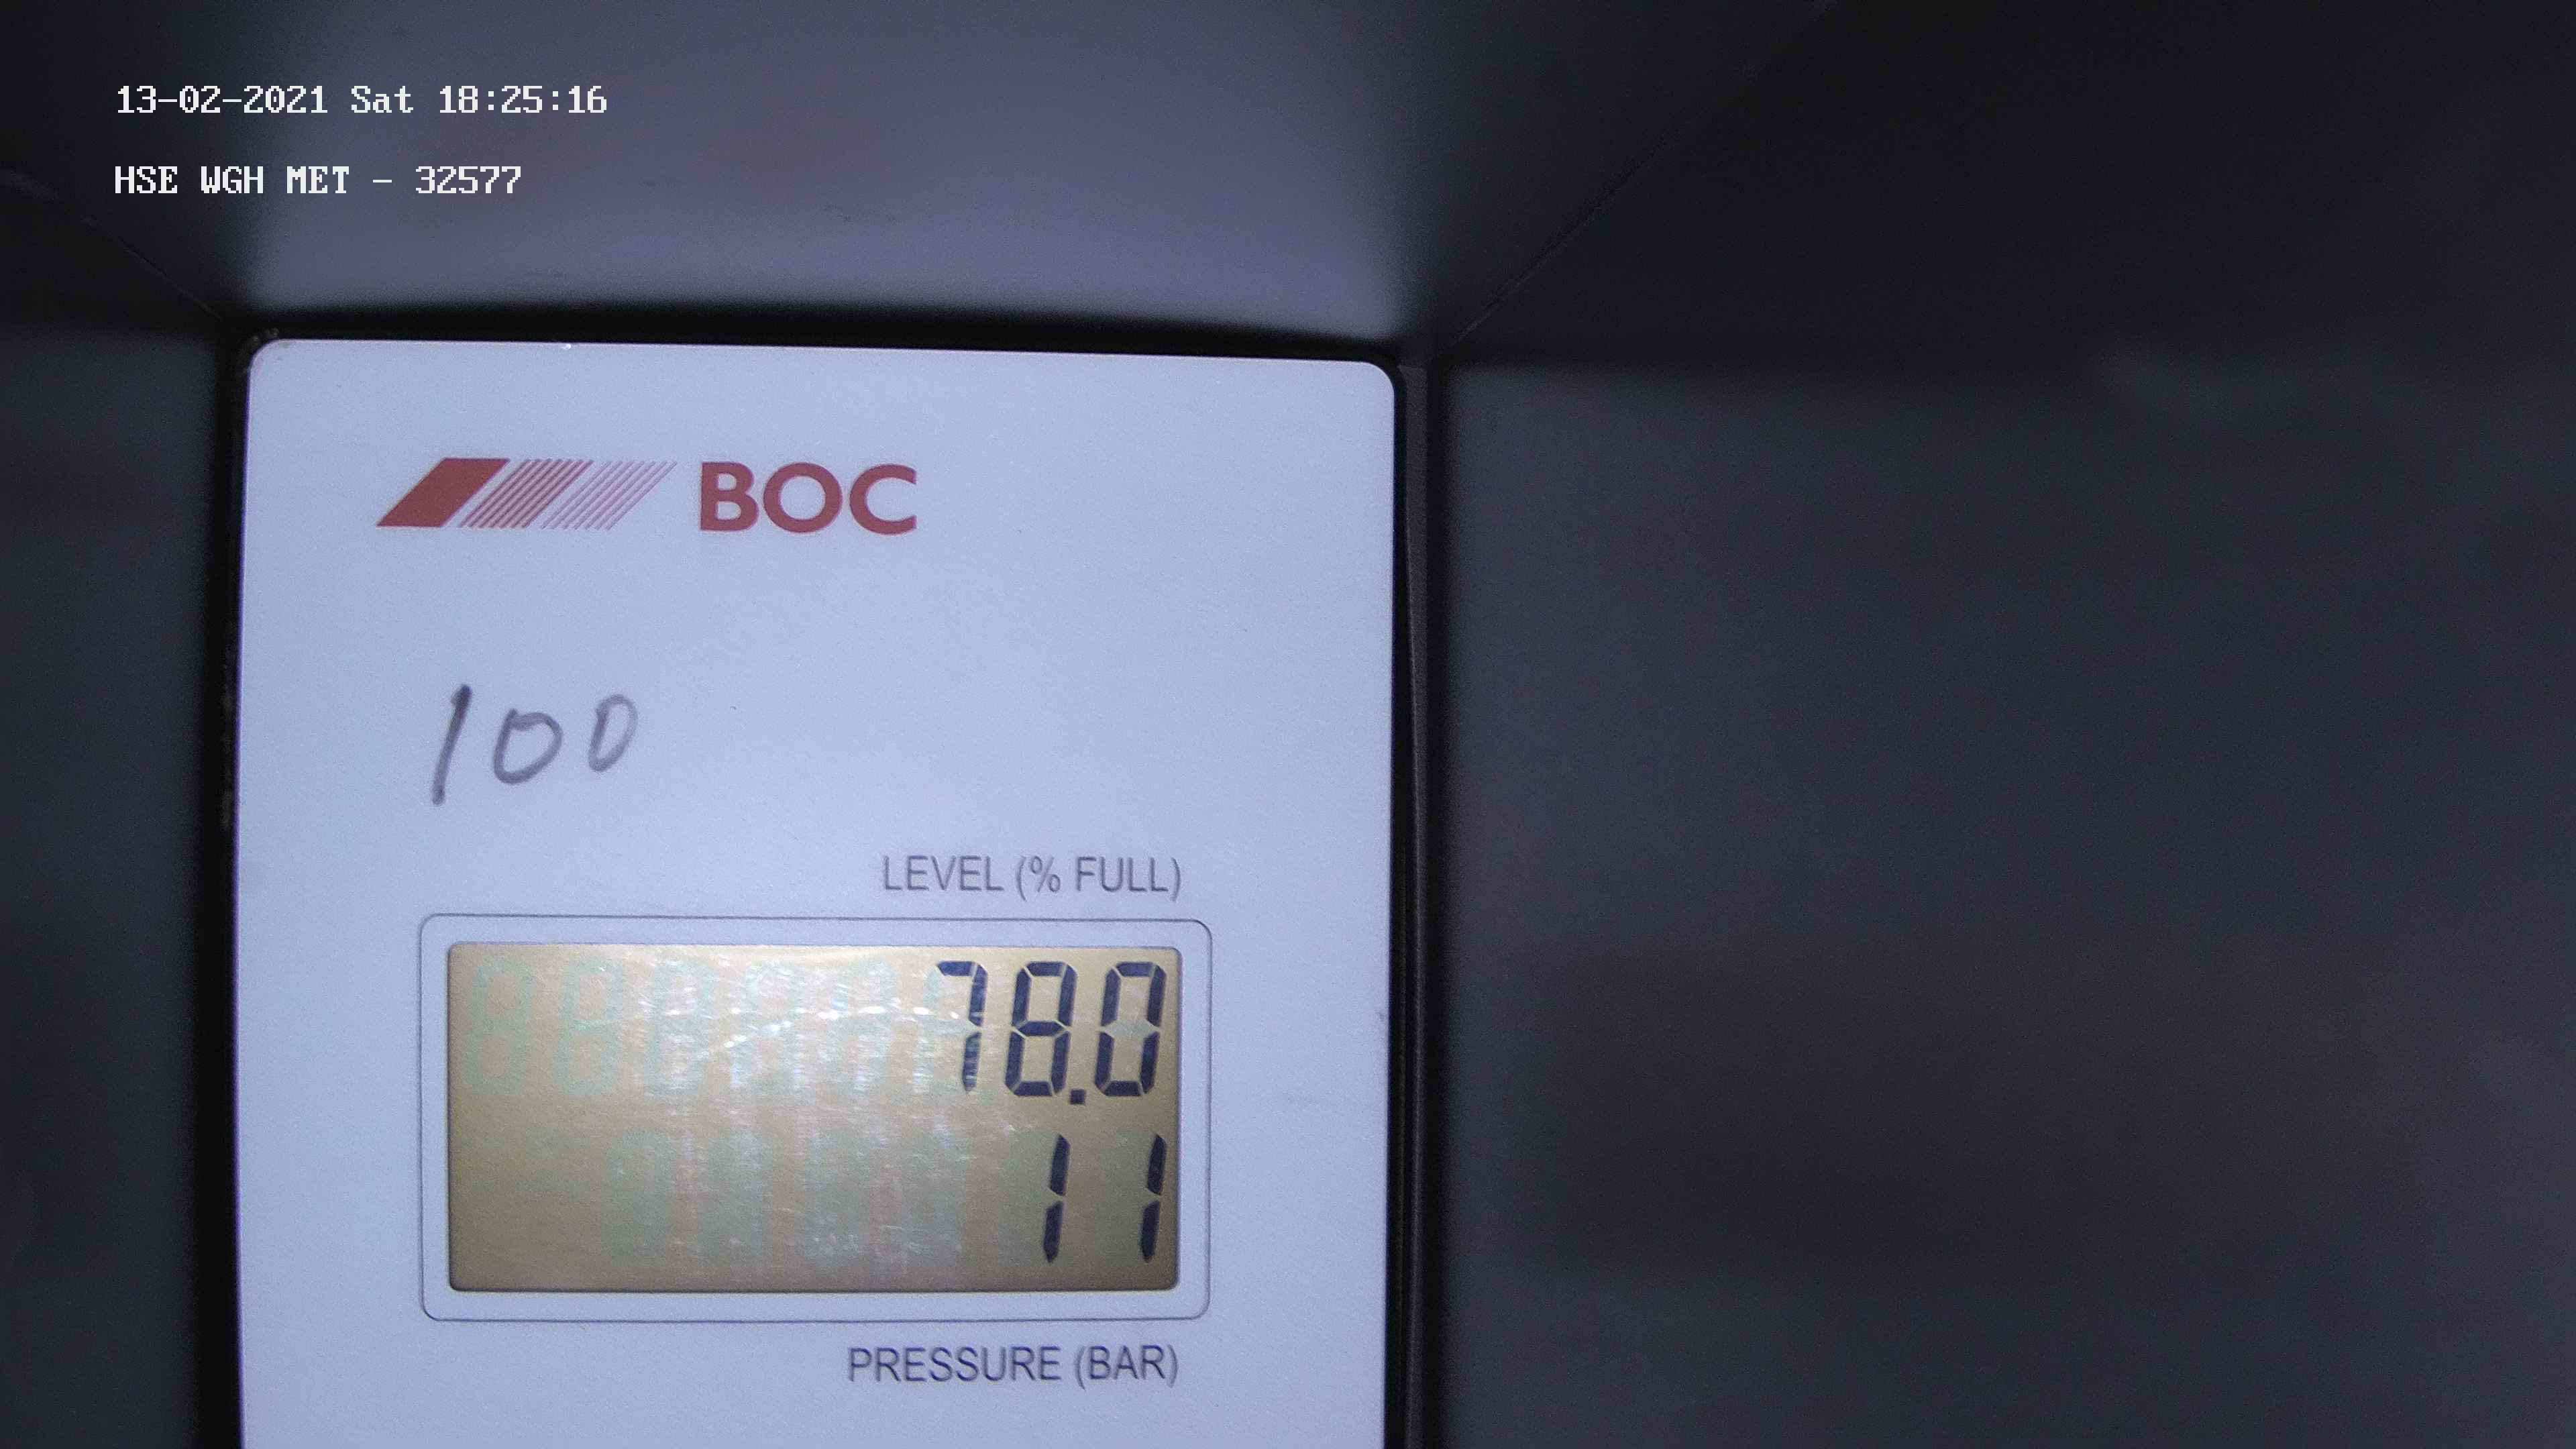 13-02-2021 Sat 18:25:16
HSE WGH MET - 32577
BOC
100
LEVEL (% FULL)
78.0
11
PRESSURE (BAR)